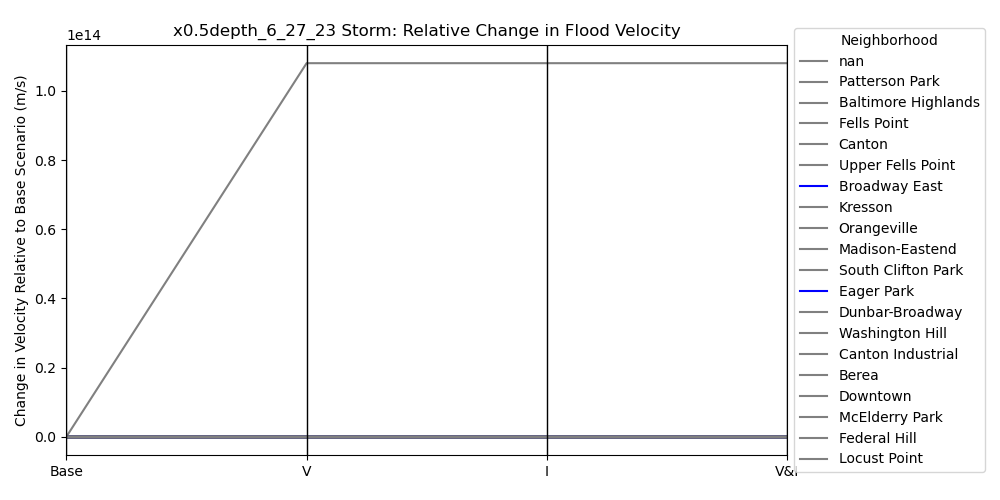 x0.5depth_6_27_23 Storm: Relative Change in Flood Velocity
1e14
Change in Velocity Relative to Base Scenario (m/s)
1.0
0.8
0.6
0.4
0.2
0.0
Base
V
I
V&I
Neighborhood
nan
Patterson Park
Baltimore Highlands
Fells Point
Canton
Upper Fells Point
Broadway East
Kresson
Orangeville
Madison-Eastend
South Clifton Park
Eager Park
Dunbar-Broadway
Washington Hill
Canton Industrial
Berea
Downtown
McElderry Park
Federal Hill
Locust Point